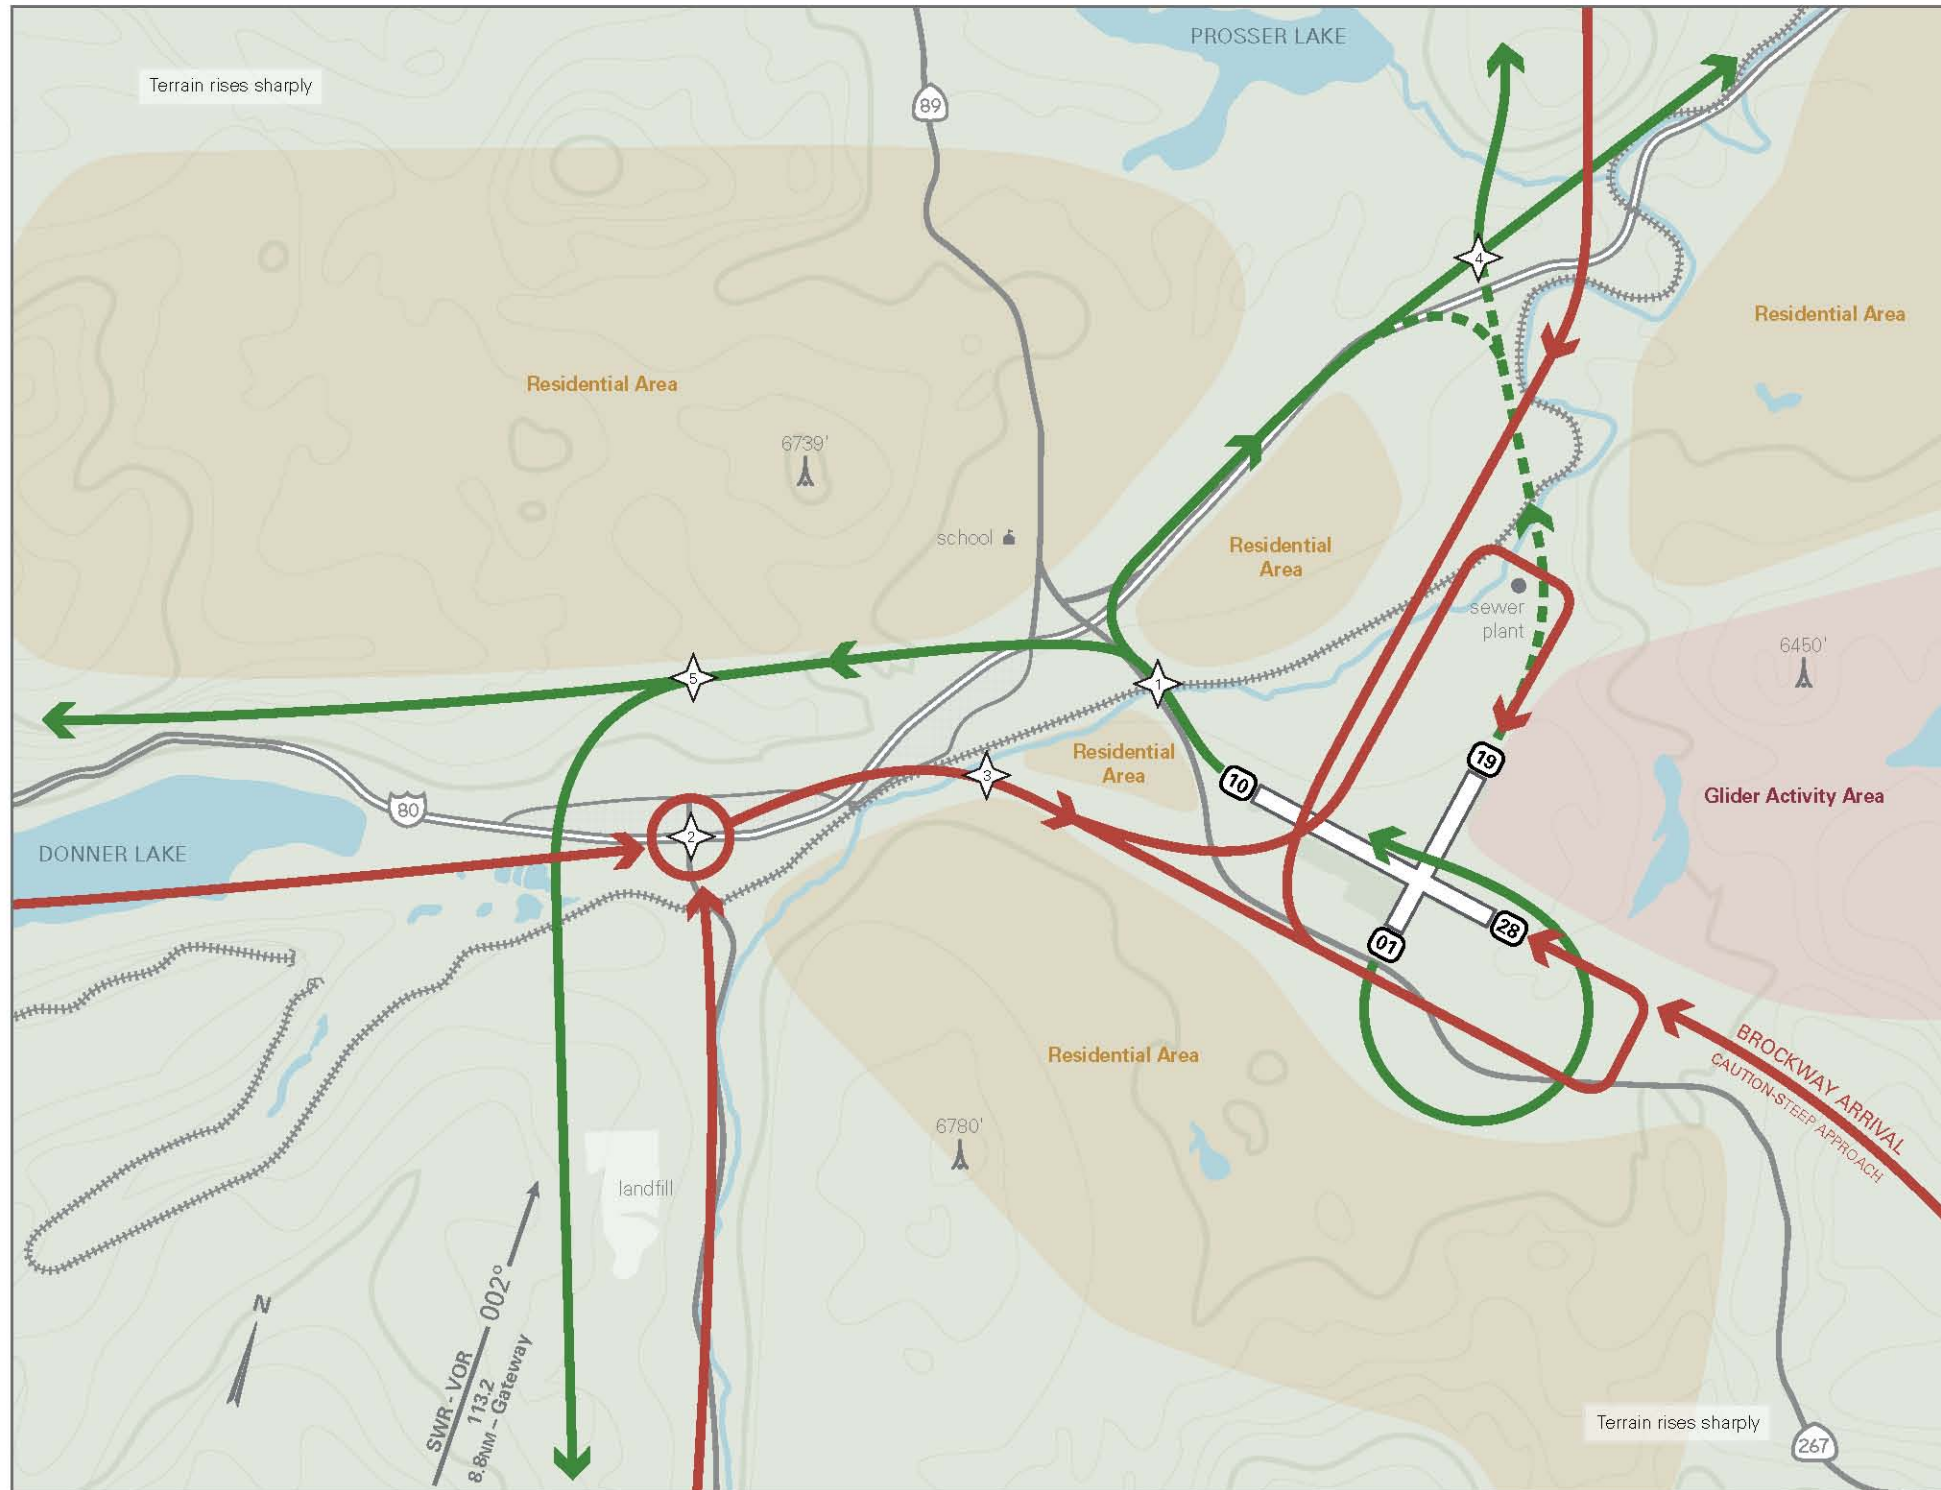 PROSSER LAKE
Terrain rises sharply
89
4
Residential Area
Residential Area
6739'
school
Residential
Area
sewer
plant
6450'
5
1
Residential
Area
3
19
10
Glider Activity Area
80
2
DONNER LAKE
28
01
Residential Area
BROCKWAY ARRIVAL
CAUTION-STEEP APPROACH
6780'
landfill
N
SWR - VOR
002°
113.2
8.8NM – Gateway
Terrain rises sharply
267